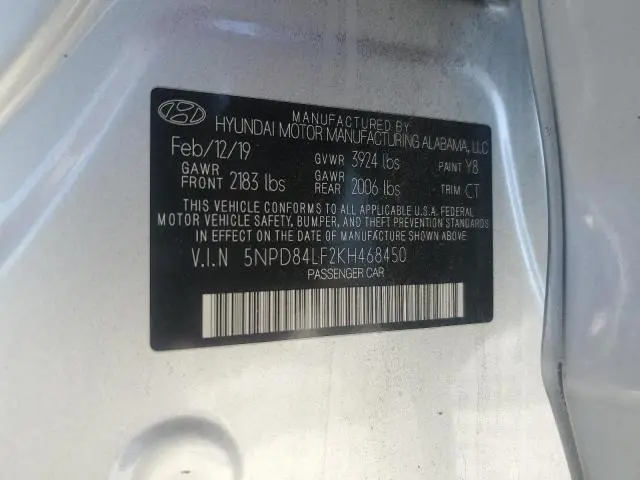 MANUFACTURED BY
HYUNDAI MOTOR MANUFACTURING ALABAMA, LLC
Feb/12/19 GVWR 3924 lbs PAINT Y8
GAWR FRONT 2183 lbs GAWR REAR 2006 lbs TRIM CT
THIS VEHICLE CONFORMS TO ALL APPLICABLE U.S.A. FEDERAL
MOTOR VEHICLE SAFETY, BUMPER, AND THEFT PREVENTION STANDARDS
IN EFFECT ON THE DATE OF MANUFACTURE SHOWN ABOVE.
V.I.N 5NPD84LF2KH468450
PASSENGER CAR